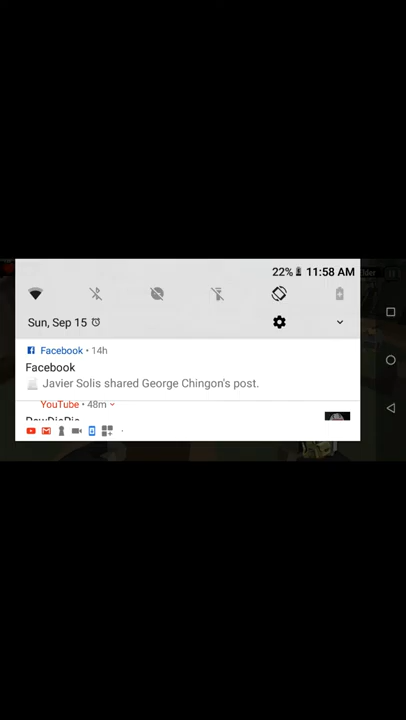 22% 11:58 AM
Sun, Sep 15
Facebook • 14h
Facebook
Javier Solis shared George Chingon's post.
YouTube • 48m